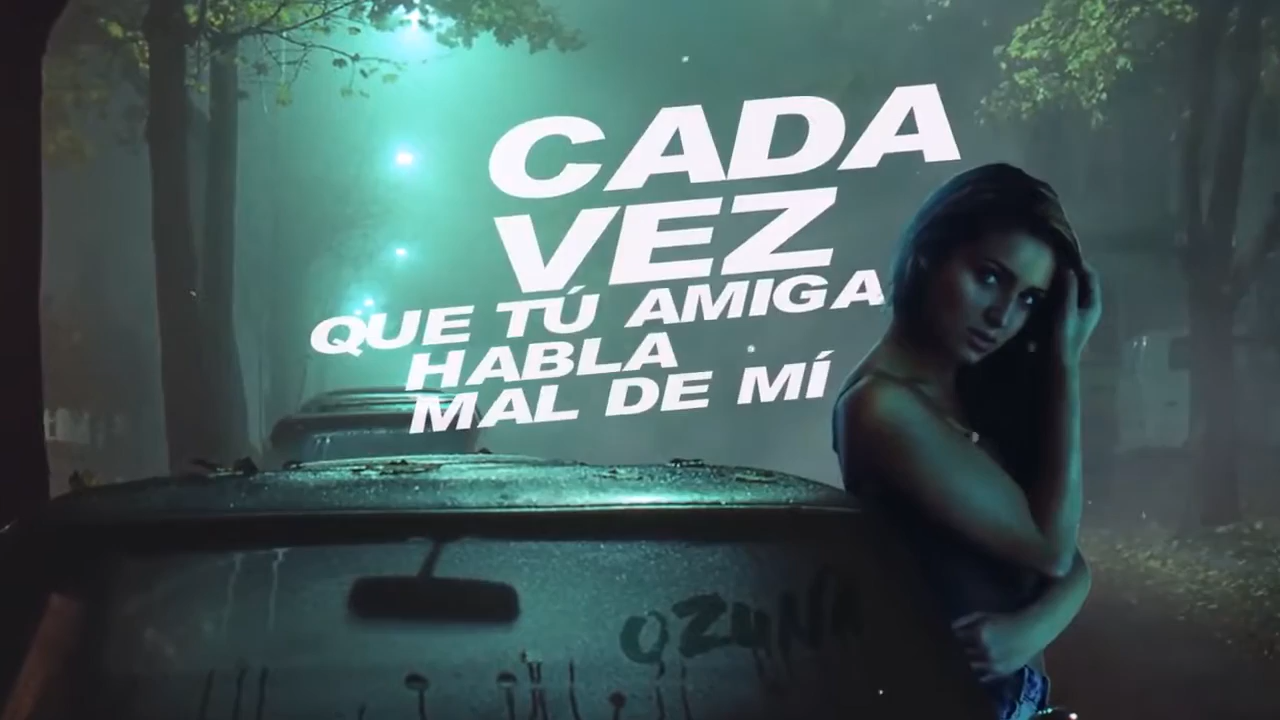 CADA
VEZ
QUE TÚ AMIGA
HABLA
MAL DE MÍ
OZUNA